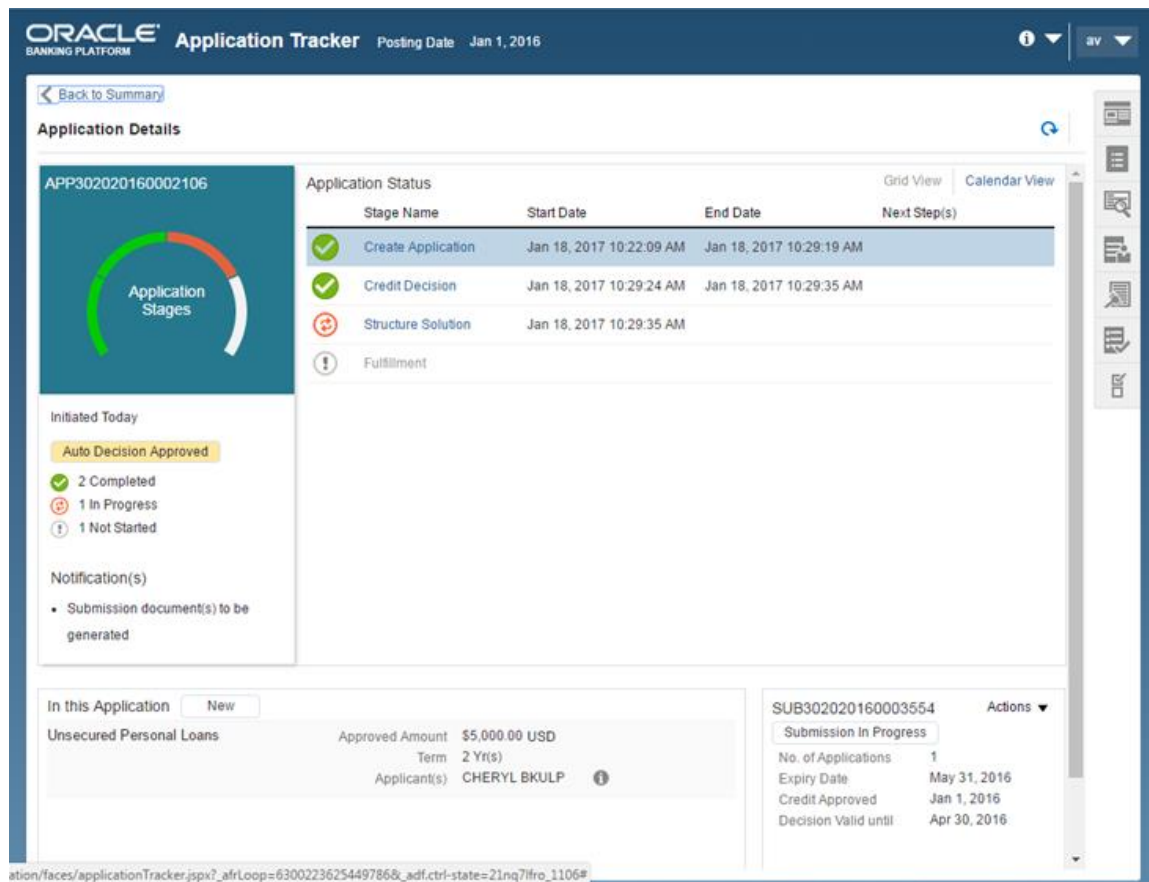 ORACLE
BANKING PLATFORM
Application Tracker Posting Date Jan 1, 2016
av
Back to Summary
Application Details
APP302020160002106
Application
Stages
Initiated Today
Auto Decision Approved
2 Completed
1 In Progress
1 Not Started
Notification(s)
• Submission document(s) to be
generated
Application Status Grid View Calendar View
Stage Name Start Date End Date Next Step(s)
Create Application Jan 18, 2017 10:22:09 AM Jan 18, 2017 10:29:19 AM
Credit Decision Jan 18, 2017 10:29:24 AM Jan 18, 2017 10:29:35 AM
Structure Solution Jan 18, 2017 10:29:35 AM
Fulfillment
In this Application New
Unsecured Personal Loans Approved Amount $5,000.00 USD
Term 2 Yr(s)
Applicant(s) CHERYL BKULP
SUB302020160003554 Actions
Submission In Progress
No. of Applications 1
Expiry Date May 31, 2016
Credit Approved Jan 1, 2016
Decision Valid until Apr 30, 2016
ation/faces/applicationTracker.jspx?_afrLoop=6300223625449786&_adf.ctrl-state=21nq7lfro_1106#